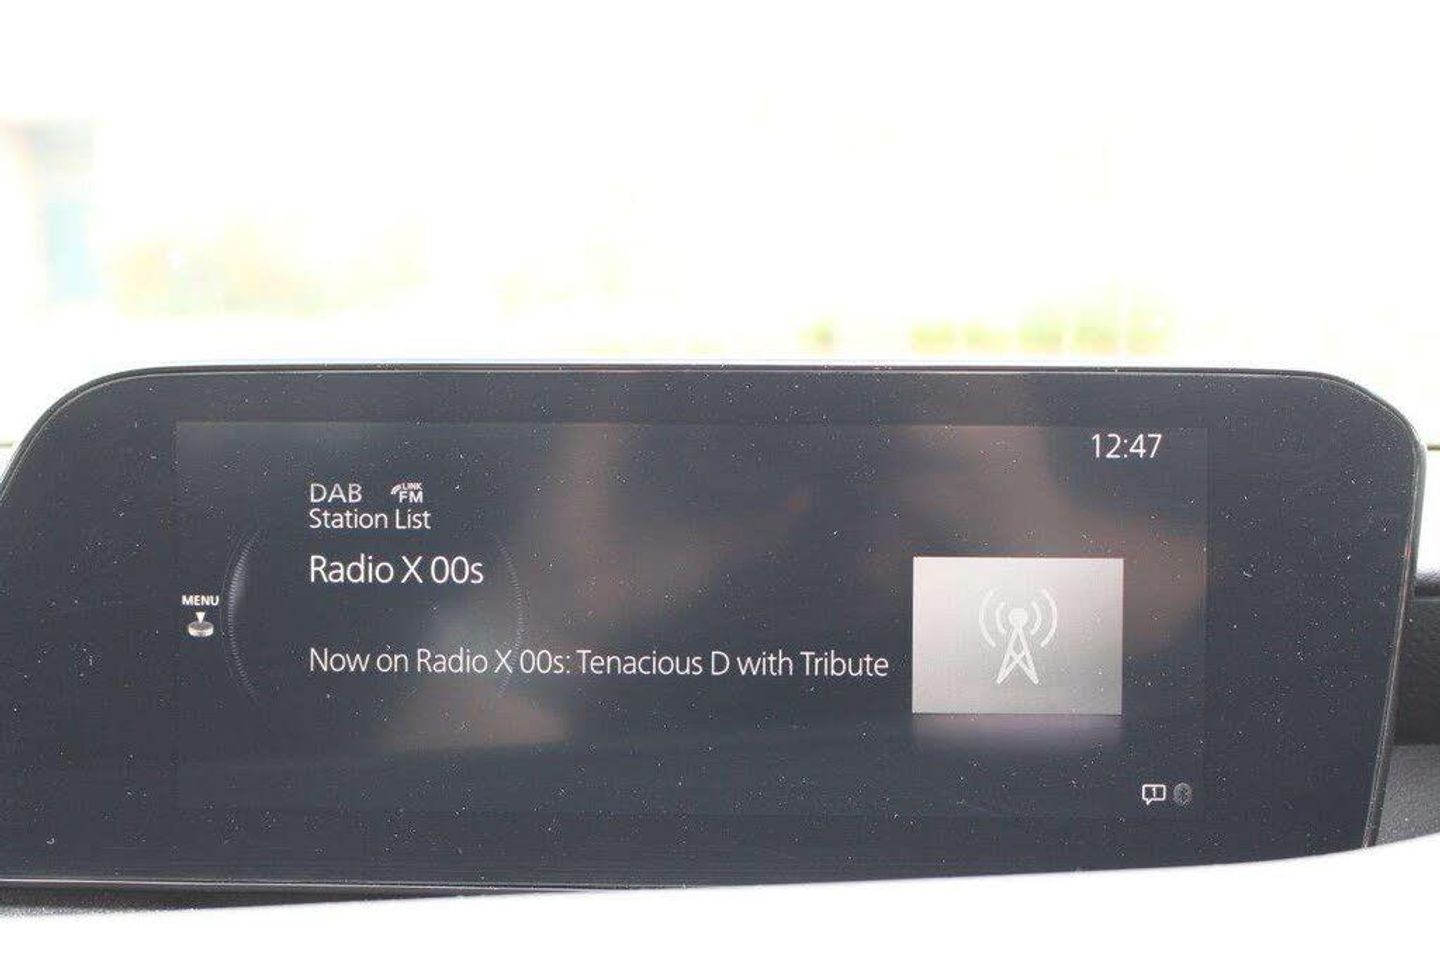 12:47
DAB LINK FM
Station List
Radio X 00s
MENU
Now on Radio X 00s: Tenacious D with Tribute